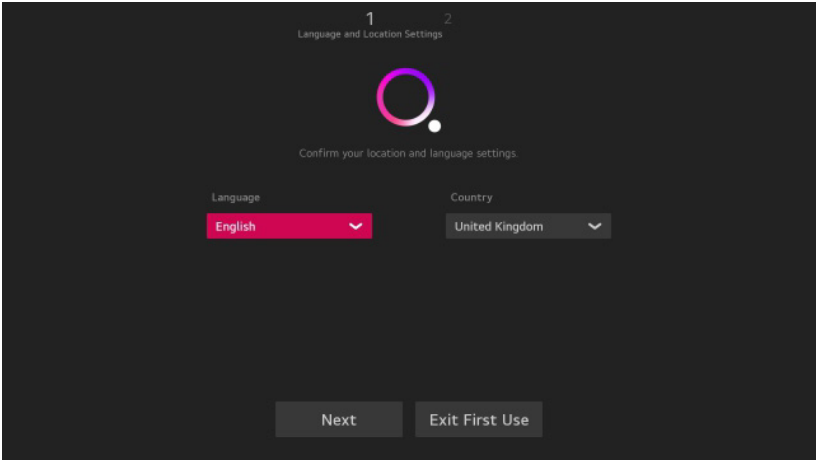 1 2
Language and Location Settings
Confirm your location and language settings.
Language Country
English United Kingdom
Next Exit First Use